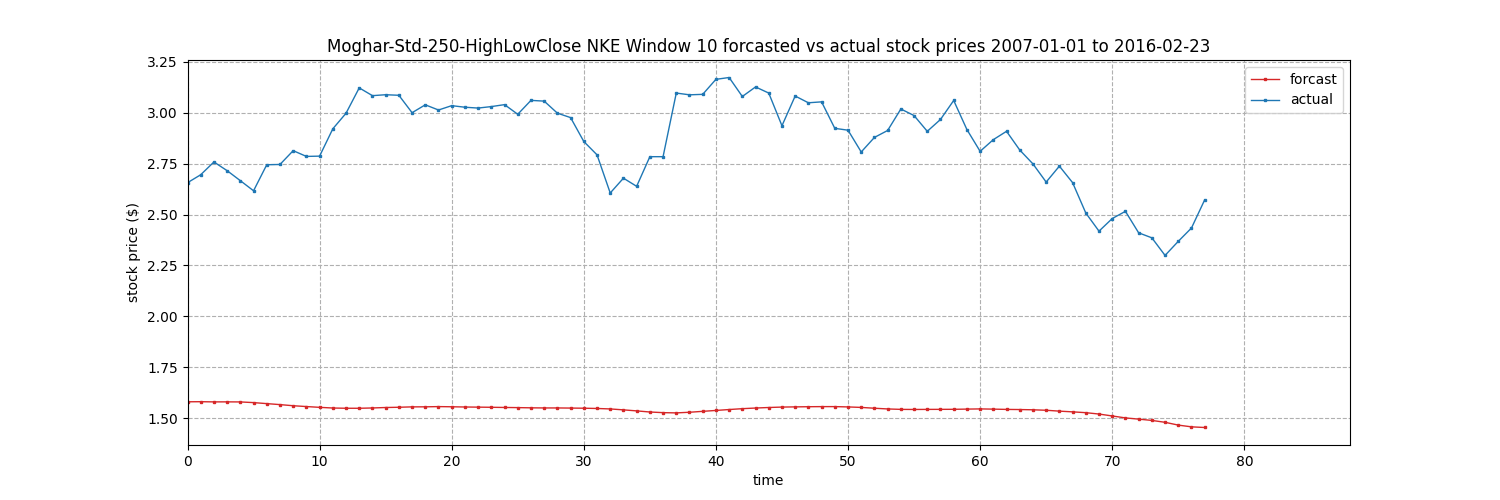 Moghar-Std-250-HighLowClose NKE Window 10 forcasted vs actual stock prices 2007-01-01 to 2016-02-23
forcast
actual
stock price ($)
3.25
3.00
2.75
2.50
2.25
2.00
1.75
1.50
0 10 20 30 40 50 60 70 80
time